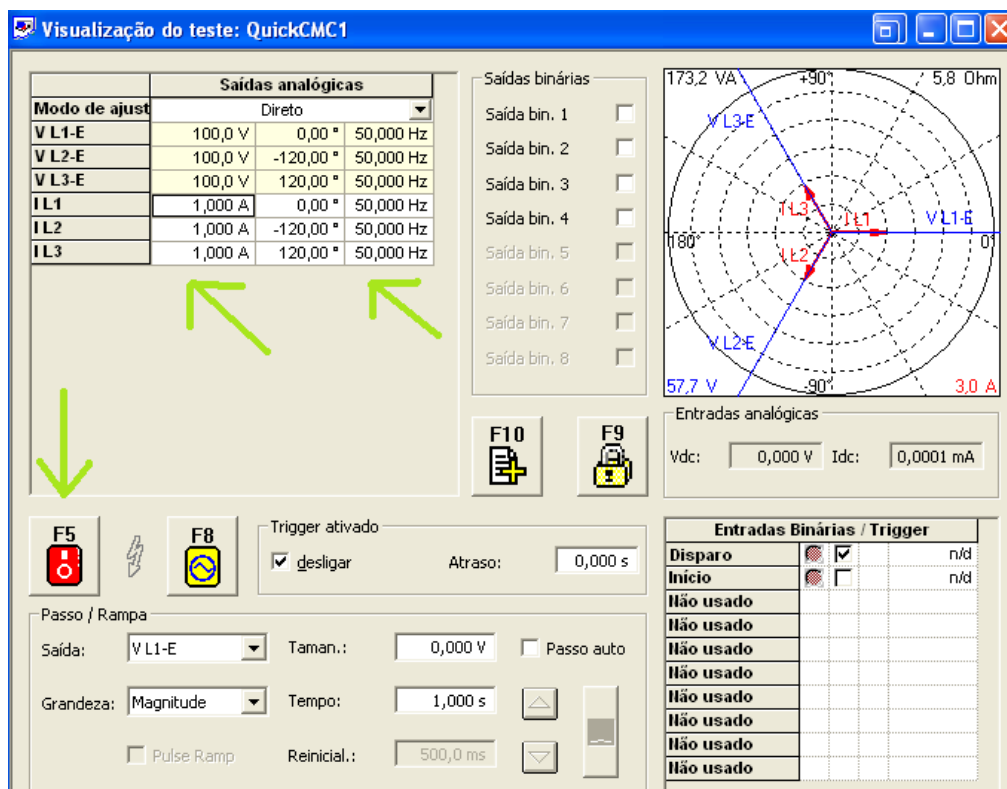 Visualização do teste: QuickCMC1
Saídas analógicas
Modo de ajust Direto
V L1-E 100,0 V 0,00 ° 50,000 Hz
V L2-E 100,0 V -120,00 ° 50,000 Hz
V L3-E 100,0 V 120,00 ° 50,000 Hz
I L1 1,000 A 0,00 ° 50,000 Hz
I L2 1,000 A -120,00 ° 50,000 Hz
I L3 1,000 A 120,00 ° 50,000 Hz
Saídas binárias
Saída bin. 1
Saída bin. 2
Saída bin. 3
Saída bin. 4
Saída bin. 5
Saída bin. 6
Saída bin. 7
Saída bin. 8
173,2 VA +90° 5,8 Ohm
V L3-E
I L3 I L1 V L1-E
180° 0°
I L2
V L2-E
57,7 V -90° 3,0 A
F10 F9
Entradas analógicas
Vdc: 0,000 V Idc: 0,0001 mA
F5 F8
Trigger ativado
desligar Atraso: 0,000 s
Passo / Rampa
Saída: V L1-E Taman.: 0,000 V Passo auto
Grandeza: Magnitude Tempo: 1,000 s
Pulse Ramp Reinicial.: 500,0 ms
Entradas Binárias / Trigger
Disparo n/d
Início n/d
Não usado
Não usado
Não usado
Não usado
Não usado
Não usado
Não usado
Não usado